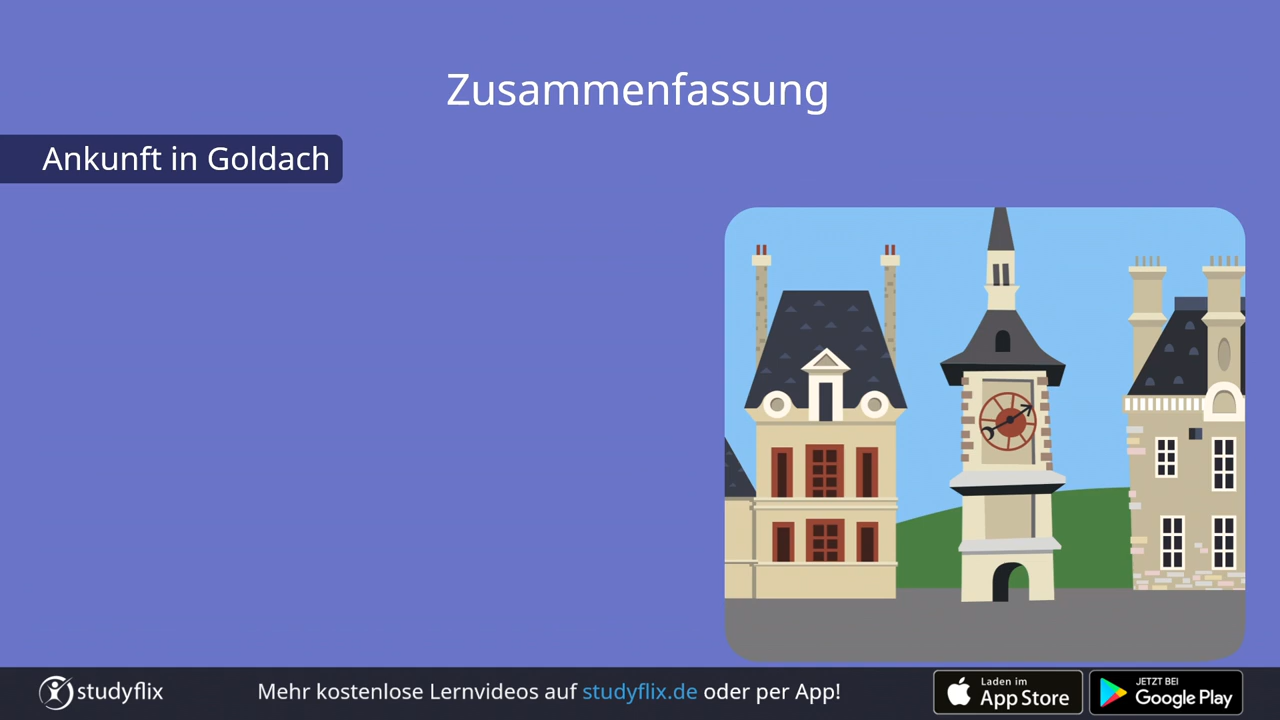 Zusammenfassung
Ankunft in Goldach
studyflix
Mehr kostenlose Lernvideos auf studyflix.de oder per App!
Laden im
App Store
JETZT BEI
Google Play